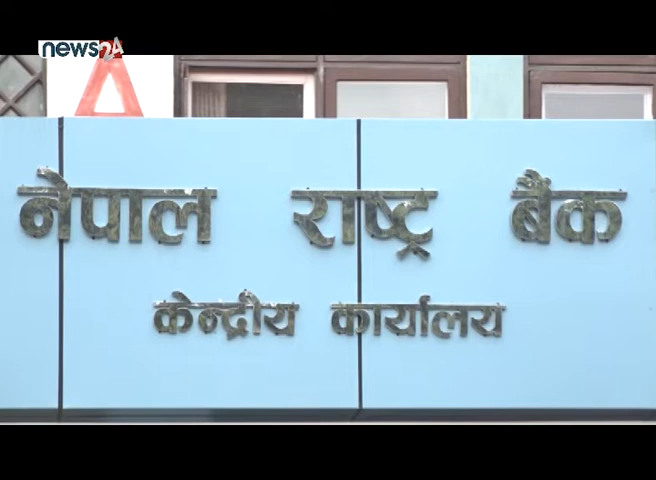 news24
नेपाल राष्ट्र बैंक
केन्द्रीय कार्यालय